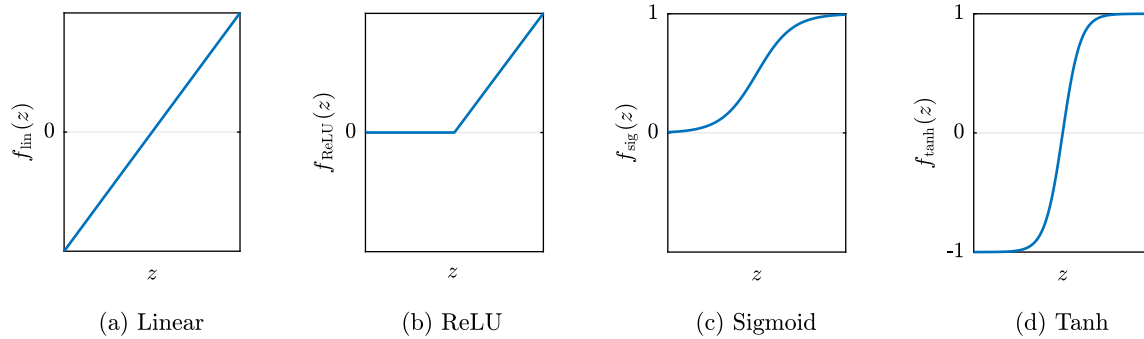 f_lin(z)
0
z
(a) Linear
f_ReLU(z)
0
z
(b) ReLU
f_sig(z)
1
0
z
(c) Sigmoid
f_tanh(z)
1
0
-1
z
(d) Tanh